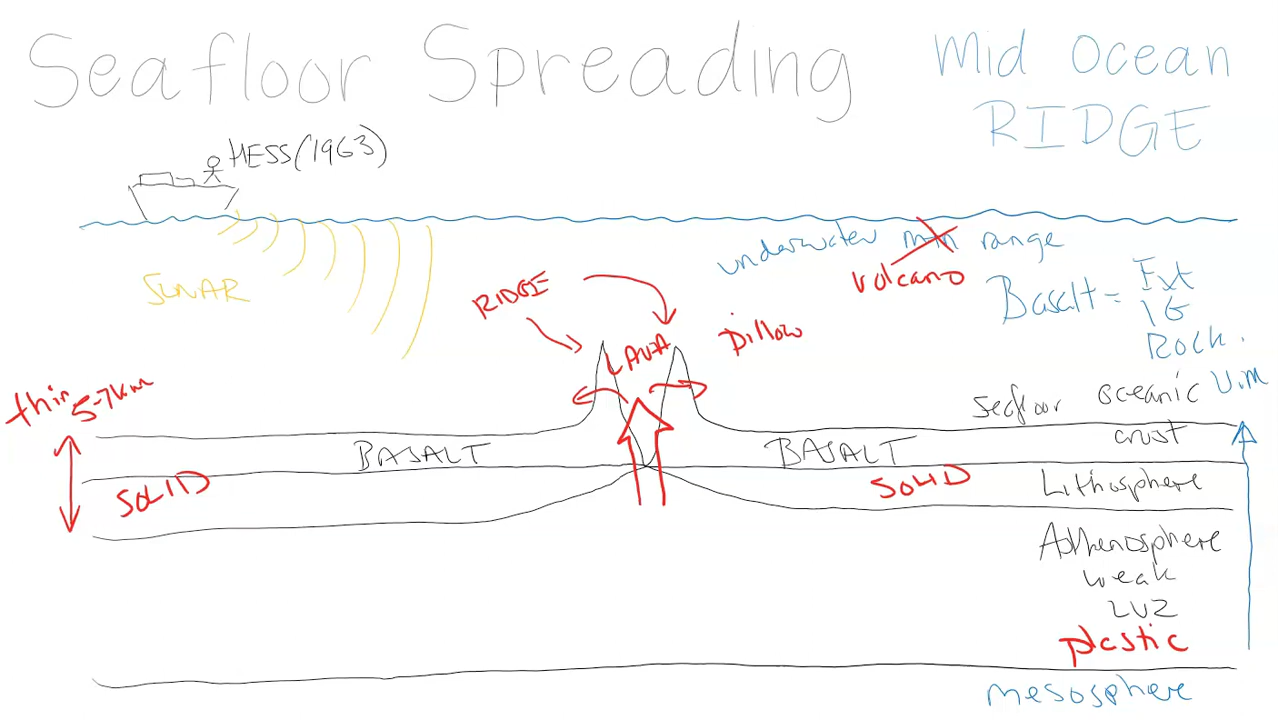 Seafloor Spreading
Mid Ocean
RIDGE
HESS (1963)
underwater mtn range
volcano
SONAR
RIDGE
Basalt = Ext
IG
Rock.
LAVA
Pillow
thin
5-7km
seafloor oceanic U.M
crust
BASALT
BASALT
SOLID
SOLID
Lithosphere
Asthenosphere
weak
LVZ
plastic
mesosphere